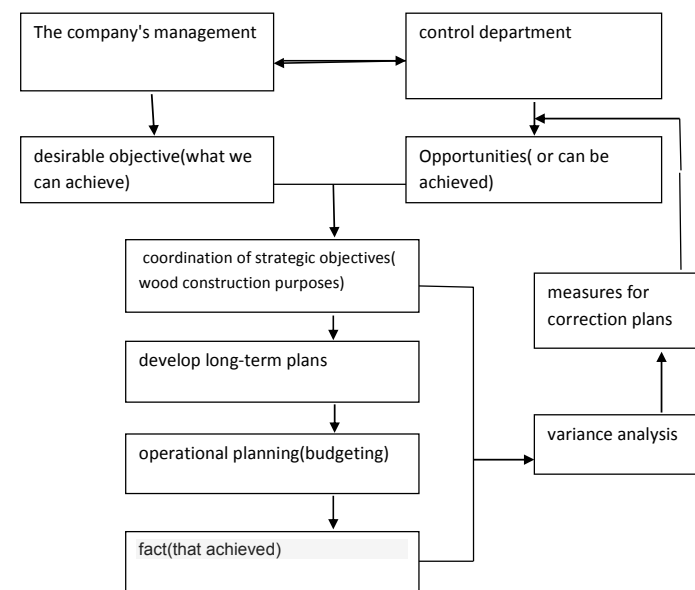 The company's management
control department
desirable objective(what we
can achieve)
Opportunities( or can be
achieved)
coordination of strategic objectives(
wood construction purposes)
measures for
correction plans
develop long-term plans
variance analysis
operational planning(budgeting)
fact(that achieved)